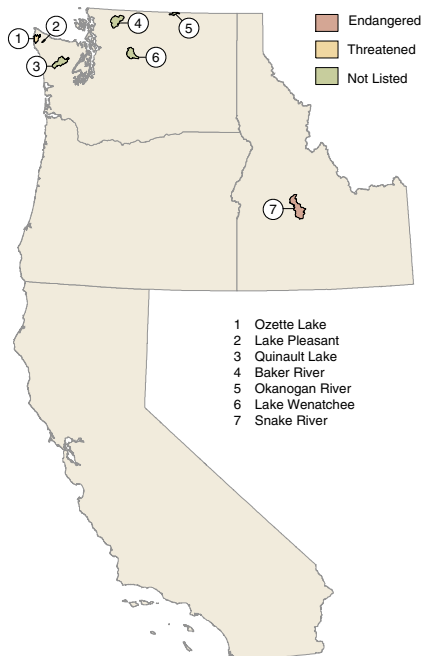 Endangered
Threatened
Not Listed
1
2
3
4
5
6
7
1 Ozette Lake
2 Lake Pleasant
3 Quinault Lake
4 Baker River
5 Okanogan River
6 Lake Wenatchee
7 Snake River